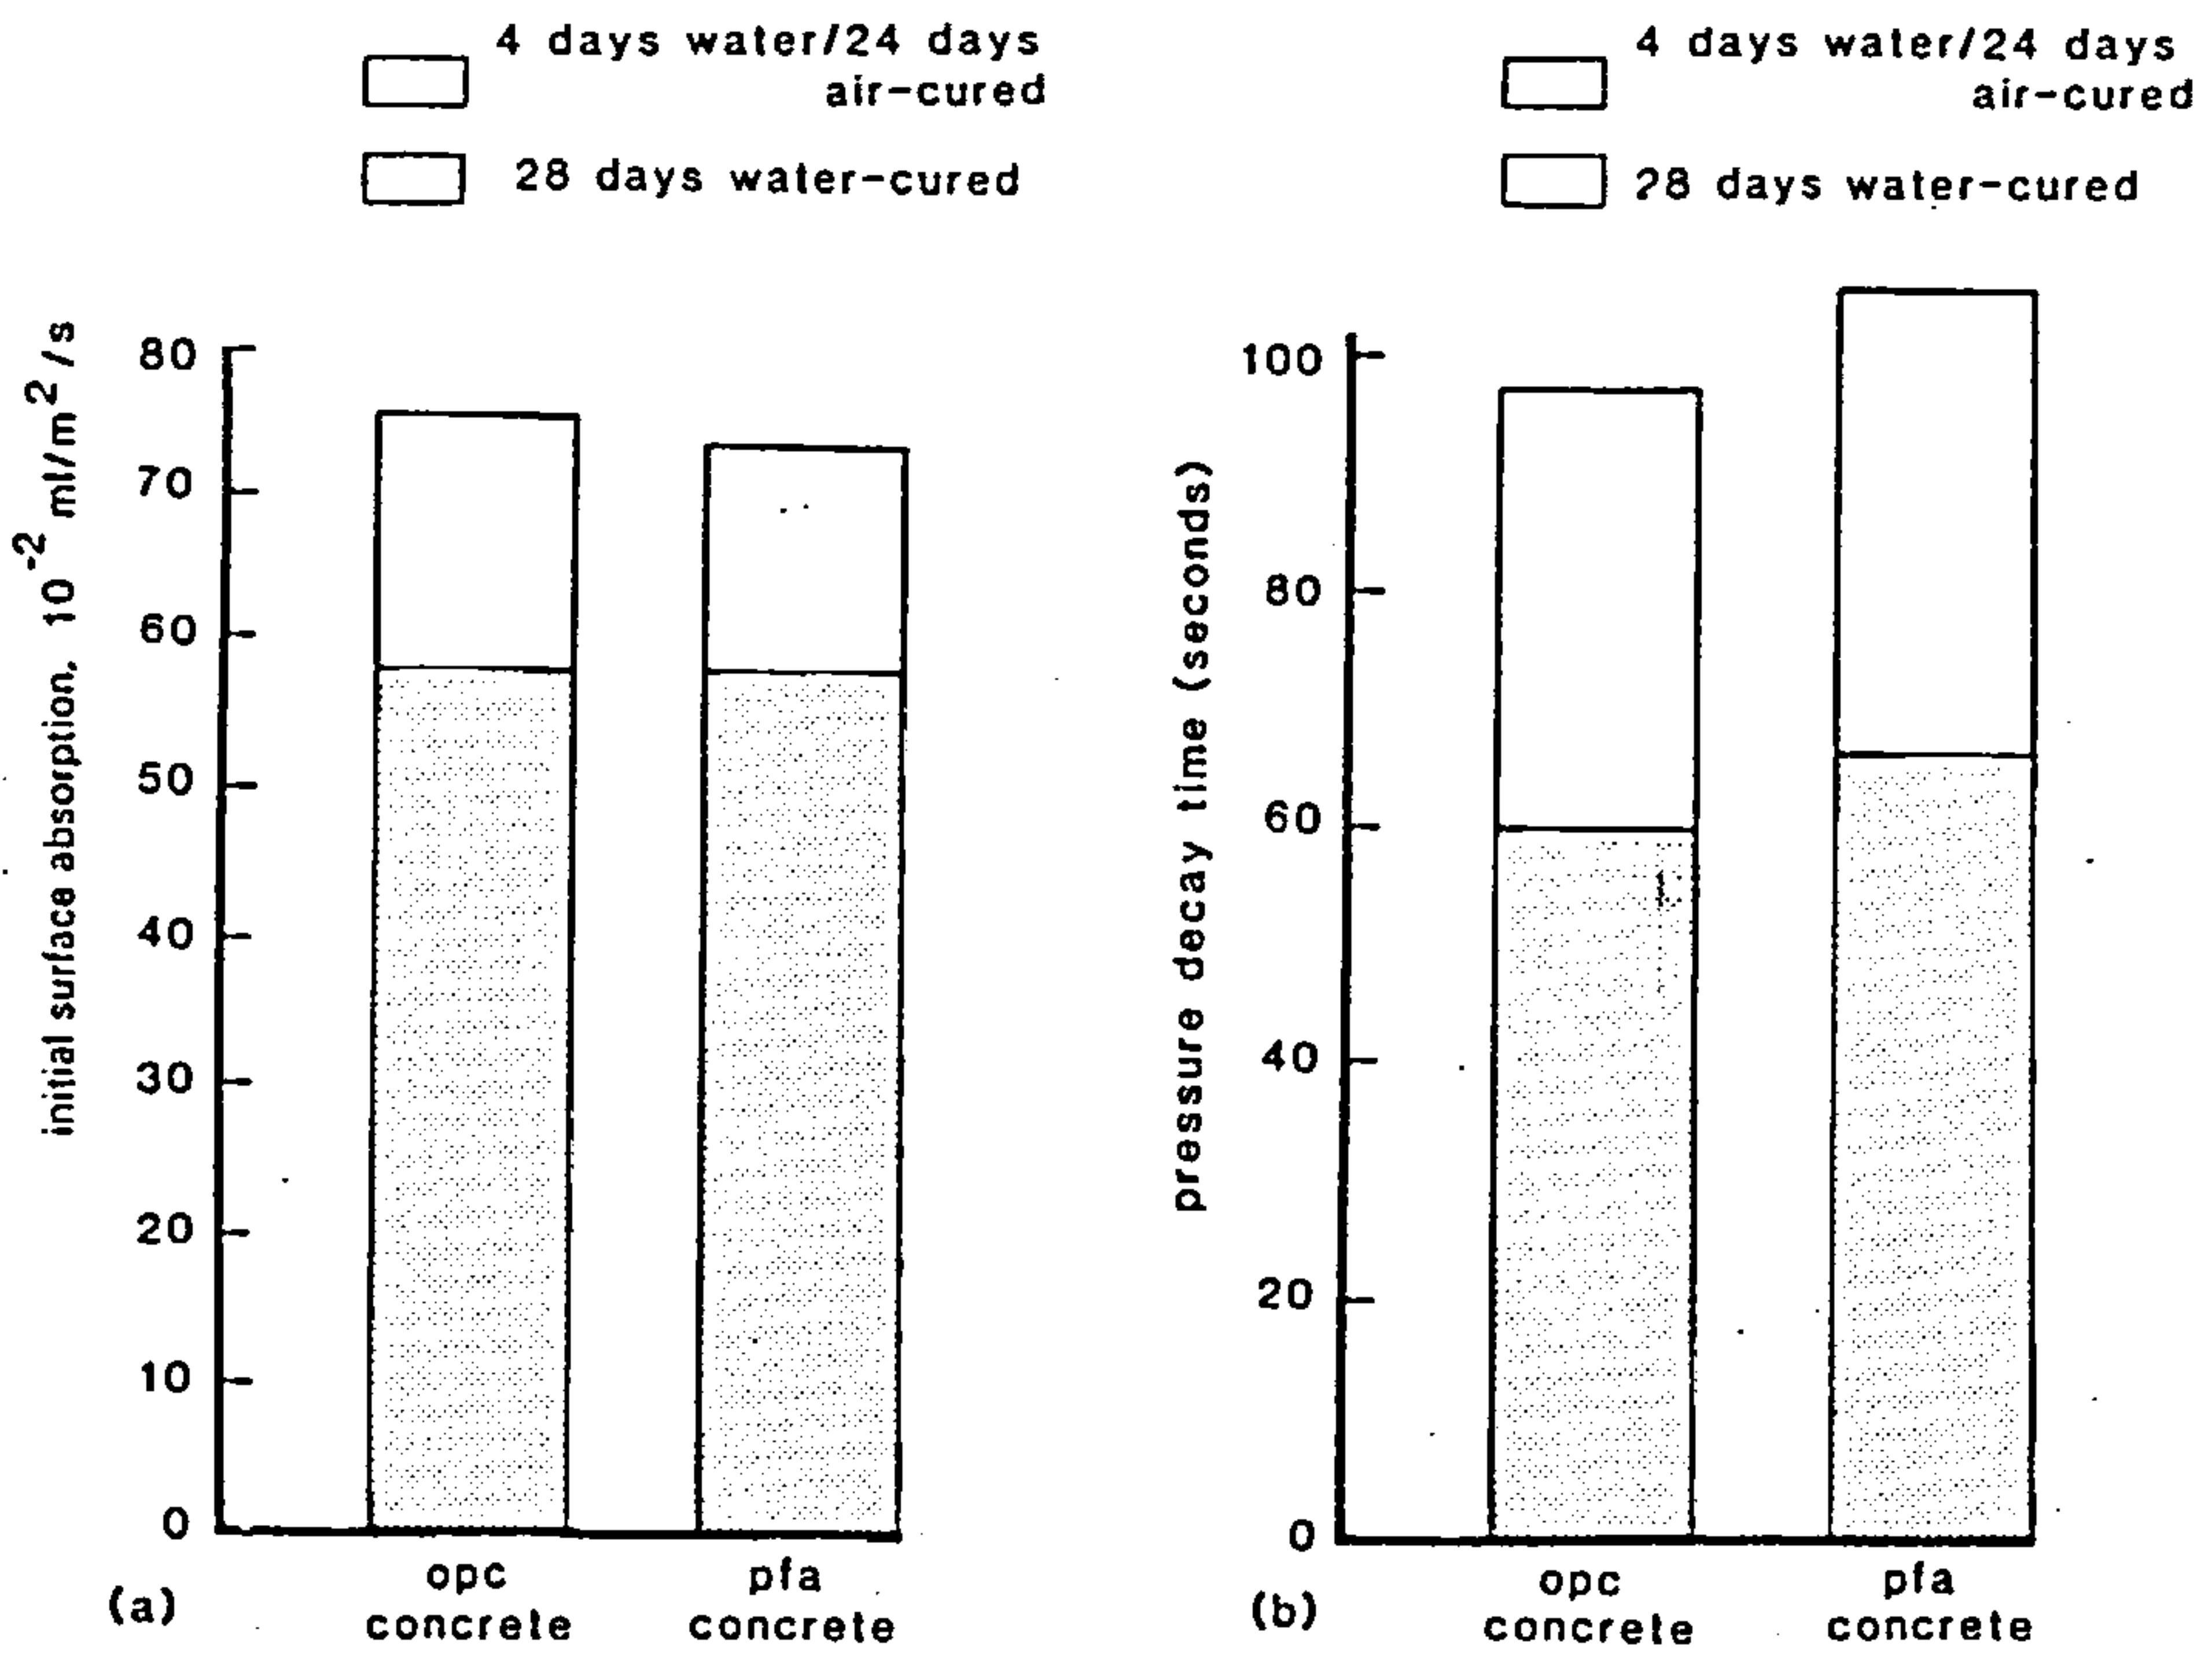 4 days water/24 days
air-cured
28 days water-cured
initial surface absorption, 10⁻² ml/m²/s
80
70
60
50
40
30
20
10
0
opc
concrete
pfa
concrete
(a)
4 days water/24 days
air-cured
28 days water-cured
pressure decay time (seconds)
100
80
60
40
20
0
opc
concrete
pfa
concrete
(b)